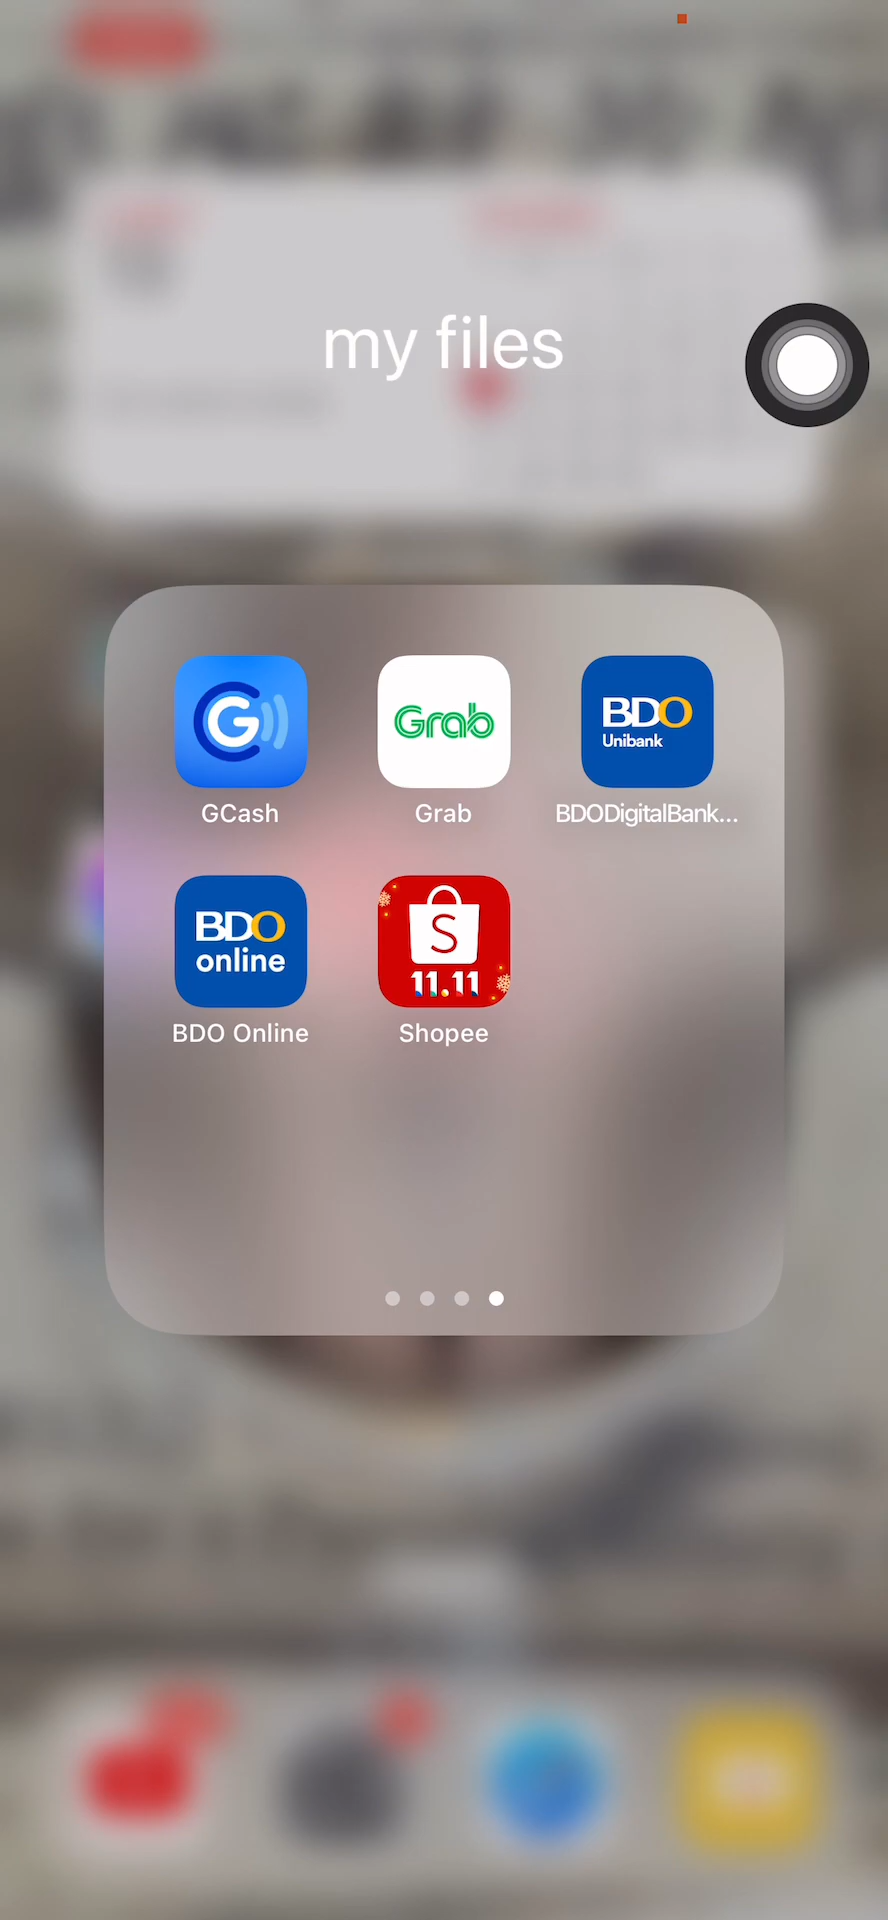 my files
Grab
BDO
Unibank
GCash
Grab
BDODigitalBank...
BDO
online
S
11.11
BDO Online
Shopee